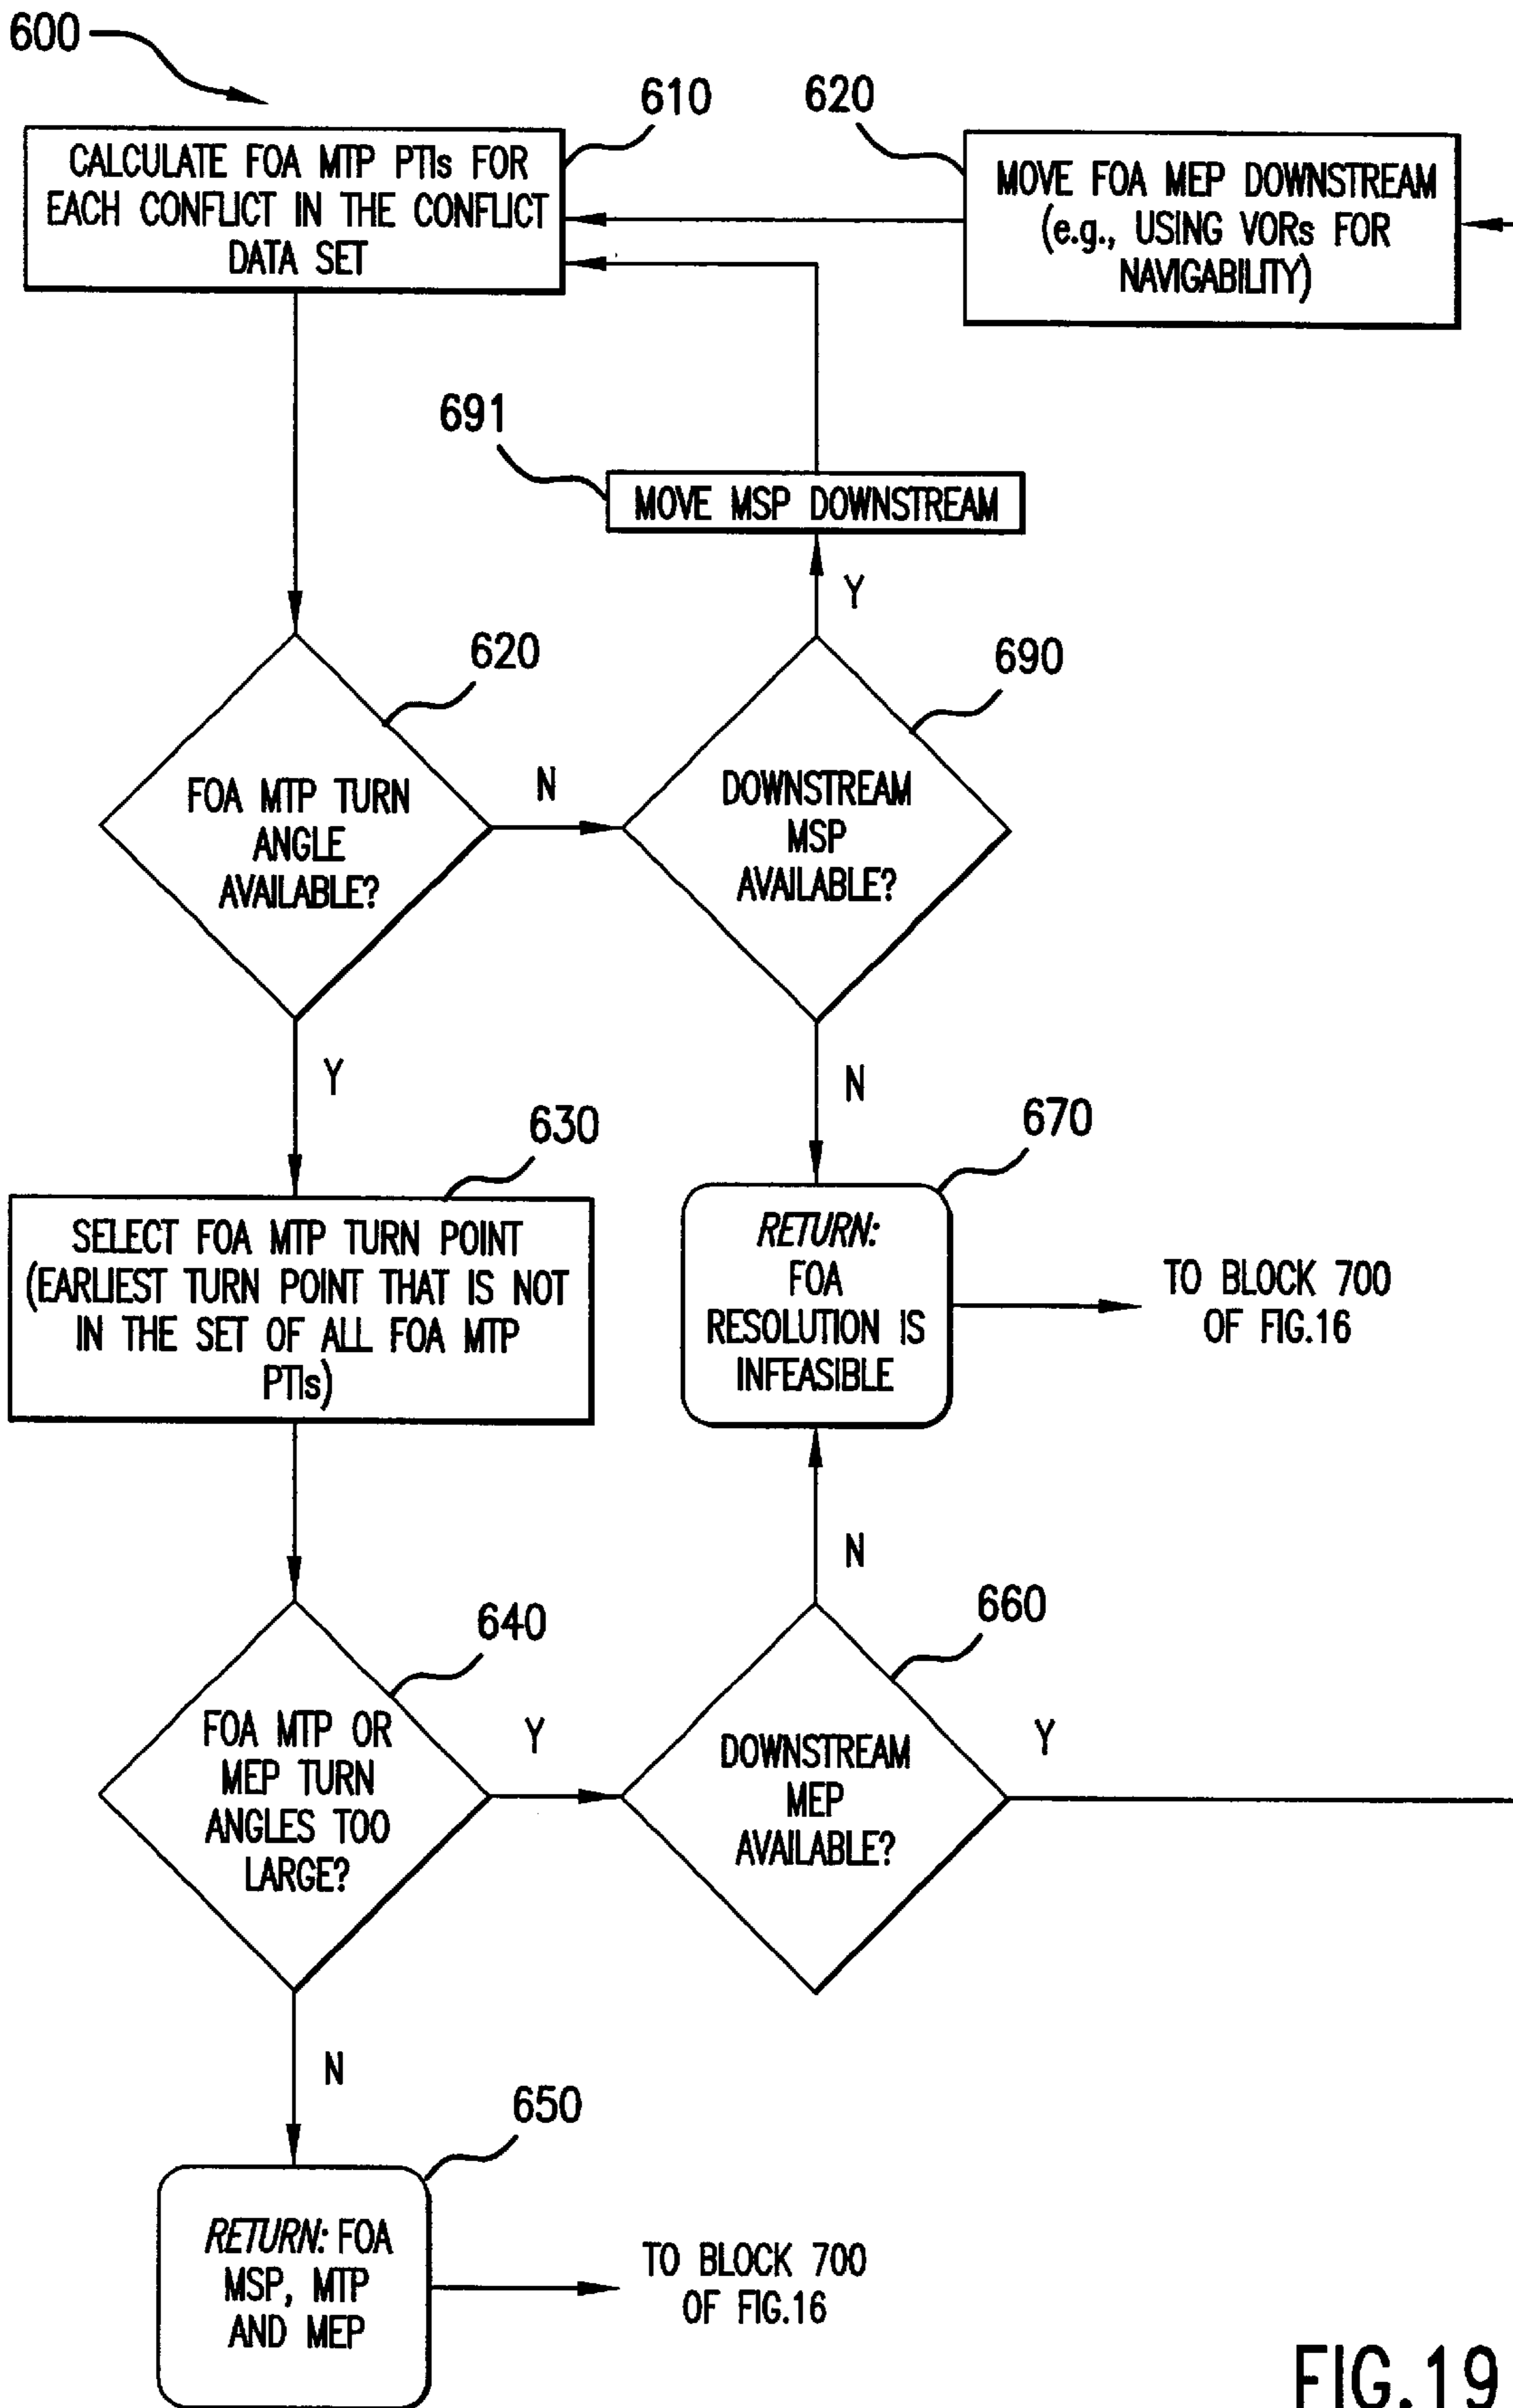 600
610
620
CALCULATE FOA MTP PTIs FOR
EACH CONFLICT IN THE CONFLICT
DATA SET
MOVE FOA MEP DOWNSTREAM
(e.g., USING VORs FOR
NAVIGABILITY)
691
MOVE MSP DOWNSTREAM
Y
620
690
FOA MTP TURN
ANGLE
AVAILABLE?
N
DOWNSTREAM
MSP
AVAILABLE?
Y
N
630
670
SELECT FOA MTP TURN POINT
(EARLIEST TURN POINT THAT IS NOT
IN THE SET OF ALL FOA MTP
PTIs)
RETURN:
FOA
RESOLUTION IS
INFEASIBLE
TO BLOCK 700
OF FIG.16
N
640
660
FOA MTP OR
MEP TURN
ANGLES TOO
LARGE?
Y
DOWNSTREAM
MEP
AVAILABLE?
Y
N
650
RETURN: FOA
MSP, MTP
AND MEP
TO BLOCK 700
OF FIG.16
FIG.19